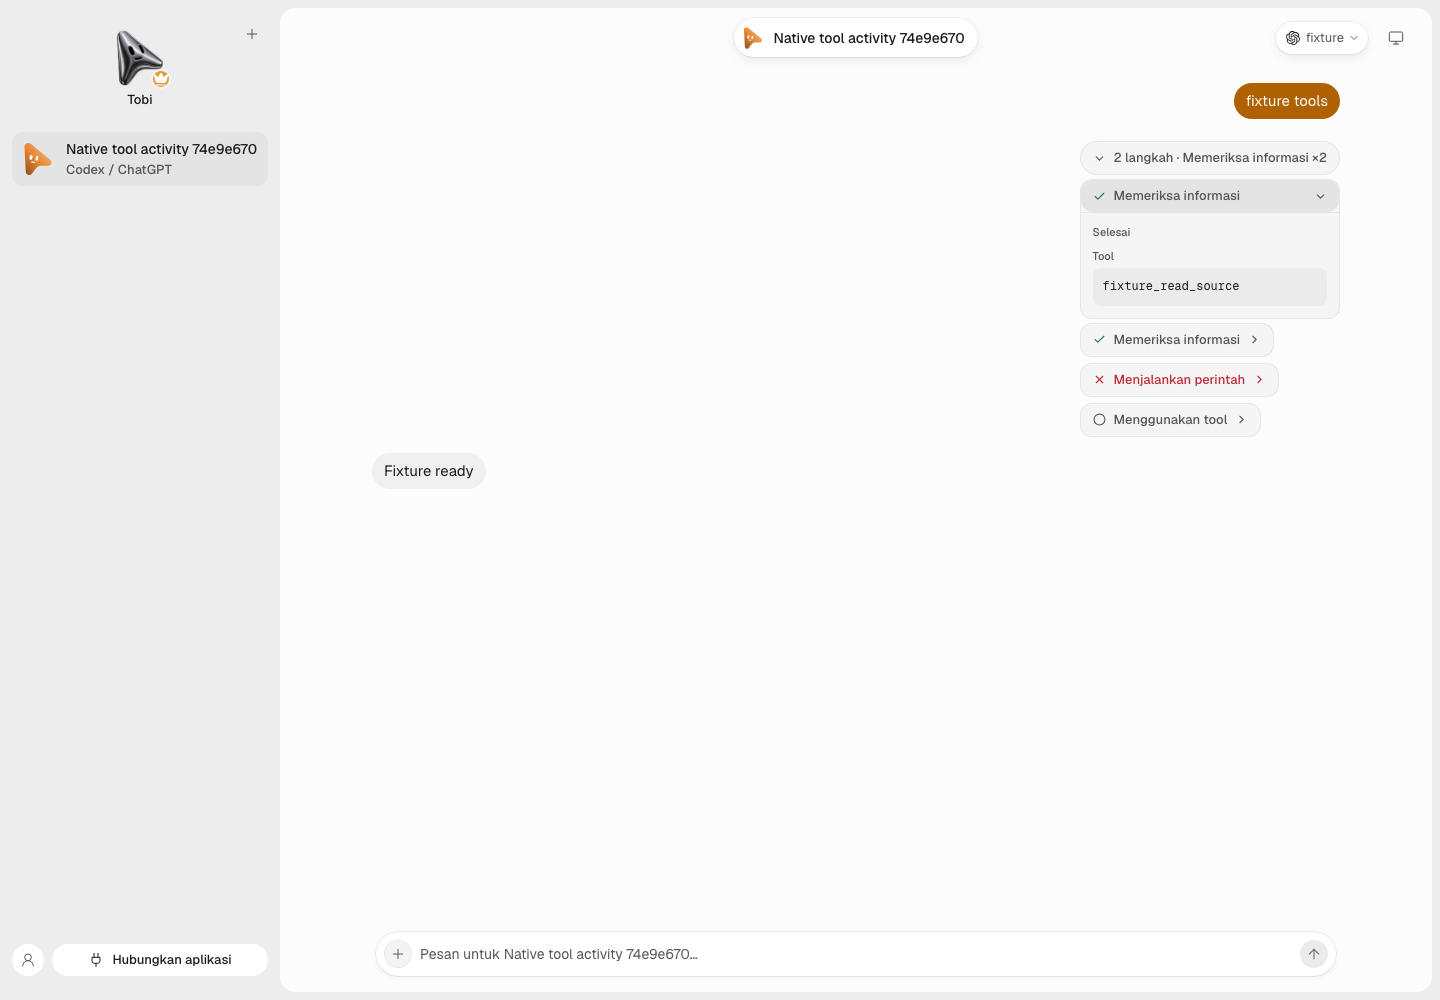 Tobi
Native tool activity 74e9e670
Codex / ChatGPT
Hubungkan aplikasi
Native tool activity 74e9e670
fixture
fixture tools
2 langkah · Memeriksa informasi ×2
Memeriksa informasi
Selesai
Tool
fixture_read_source
Memeriksa informasi
Menjalankan perintah
Menggunakan tool
Fixture ready
Pesan untuk Native tool activity 74e9e670...